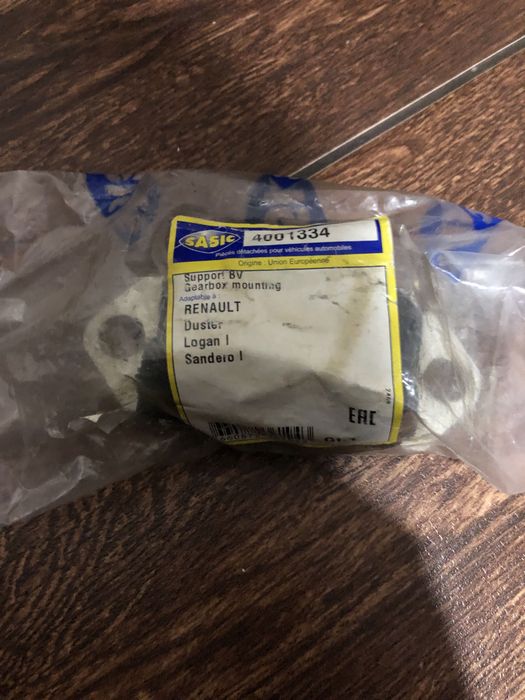 SASIC 4001334
Pièces détachées pour véhicules automobiles
Origine : Union Européenne
Support BV
Gearbox mounting
Adaptable à :
RENAULT
Duster
Logan I
Sandero I
EAC